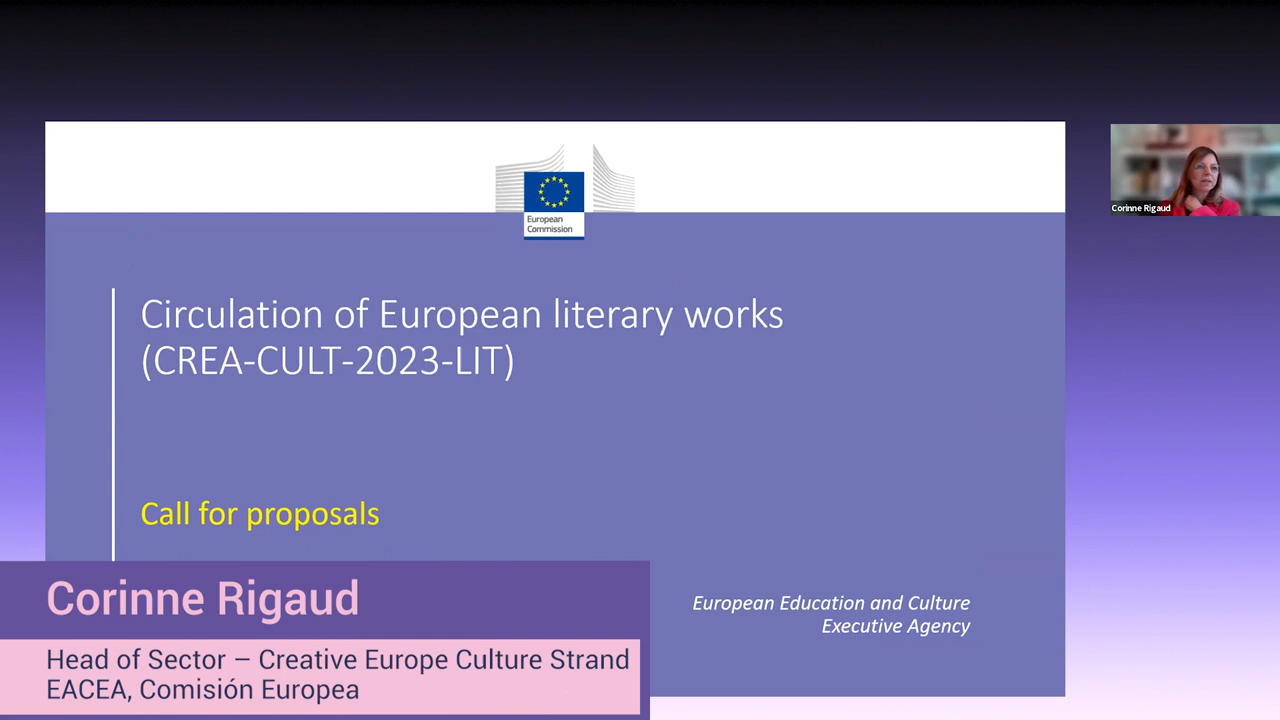 European
Commission
Circulation of European literary works
(CREA-CULT-2023-LIT)
Call for proposals
European Education and Culture
Executive Agency
Corinne Rigaud
Corinne Rigaud
Head of Sector – Creative Europe Culture Strand
EACEA, Comisión Europea